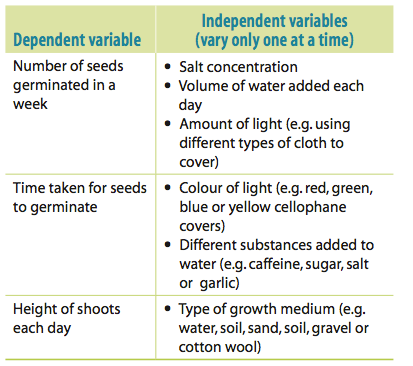 Dependent variable
Independent variables
(vary only one at a time)
Number of seeds
germinated in a
week
• Salt concentration
• Volume of water added each
day
• Amount of light (e.g. using
different types of cloth to
cover)
Time taken for seeds
to germinate
• Colour of light (e.g. red, green,
blue or yellow cellophane
covers)
• Different substances added to
water (e.g. caffeine, sugar, salt
or garlic)
Height of shoots
each day
• Type of growth medium (e.g.
water, soil, sand, soil, gravel or
cotton wool)